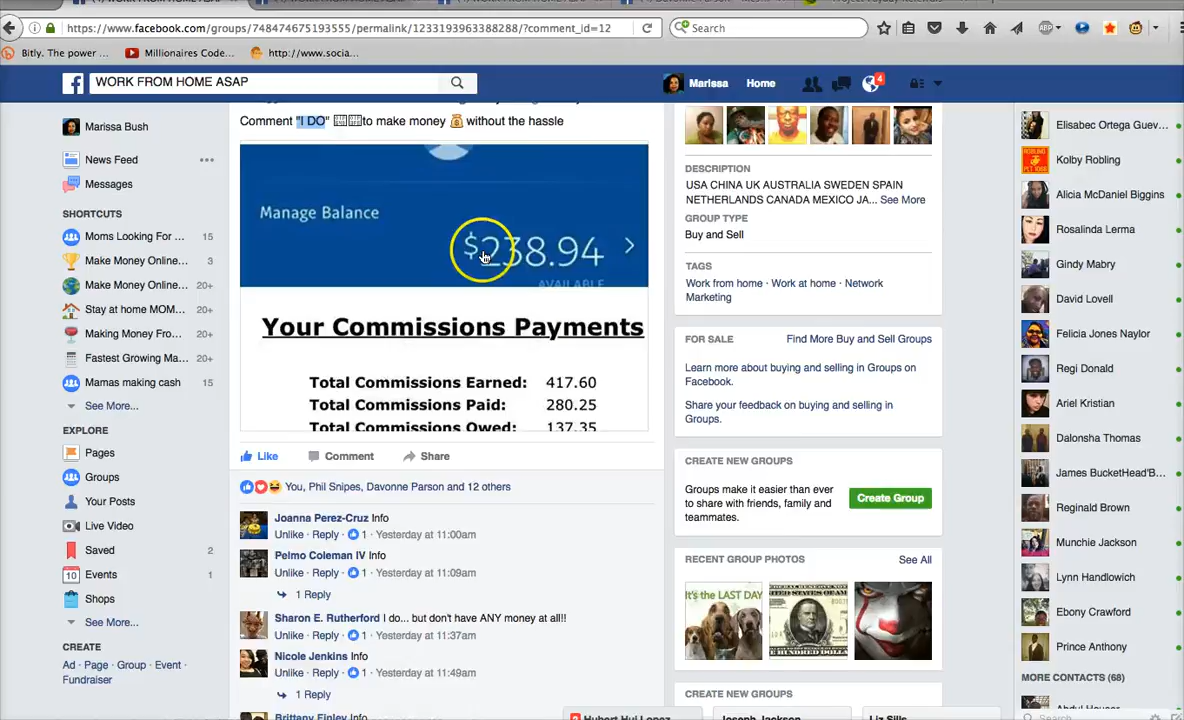 https://www.facebook.com/groups/748474675193555/permalink/1233193963388288/?comment_id=12
Search
ABP
Bitly. The power ...
Millionaires Code...
http://www.socia...
WORK FROM HOME ASAP
Marissa
Home
4
Marissa Bush
News Feed
Messages
SHORTCUTS
Moms Looking For ... 15
Make Money Online... 3
Make Money Online... 20+
Stay at home MOM... 20+
Making Money Fro... 20+
Fastest Growing Ma... 20+
Mamas making cash 15
See More...
EXPLORE
Pages
Groups
Your Posts
Live Video
Saved 2
10 Events 1
Shops
See More...
CREATE
Ad · Page · Group · Event ·
Fundraiser
Comment "I DO" to make money without the hassle
Manage Balance
$238.94
AVAILABLE
Your Commissions Payments
Total Commissions Earned: 417.60
Total Commissions Paid: 280.25
Total Commissions Owed: 137.35
Like Comment Share
You, Phil Snipes, Davonne Parson and 12 others
Joanna Perez-Cruz Info
Unlike · Reply · 1 · Yesterday at 11:00am
Pelmo Coleman IV Info
Unlike · Reply · 1 · Yesterday at 11:09am
1 Reply
Sharon E. Rutherford I do... but don't have ANY money at all!!
Unlike · Reply · 1 · Yesterday at 11:37am
Nicole Jenkins Info
Unlike · Reply · 1 · Yesterday at 11:49am
1 Reply
Brittany Finley Info
DESCRIPTION
USA CHINA UK AUSTRALIA SWEDEN SPAIN
NETHERLANDS CANADA MEXICO JA... See More
GROUP TYPE
Buy and Sell
TAGS
Work from home · Work at home · Network
Marketing
FOR SALE
Find More Buy and Sell Groups
Learn more about buying and selling in Groups on
Facebook.
Share your feedback on buying and selling in
Groups.
CREATE NEW GROUPS
Groups make it easier than ever
to share with friends, family and
teammates.
Create Group
RECENT GROUP PHOTOS
See All
It's the LAST DAY
CREATE NEW GROUPS
Hubert Hul Lopez
Joseph Jackson
Liz Sills
Elisabec Ortega Guev...
Kolby Robling
Alicia McDaniel Biggins
Rosalinda Lerma
Gindy Mabry
David Lovell
Felicia Jones Naylor
Regi Donald
Ariel Kristian
Dalonsha Thomas
James BucketHead'B...
Reginald Brown
Munchie Jackson
Lynn Handlowich
Ebony Crawford
Prince Anthony
MORE CONTACTS (68)
Search